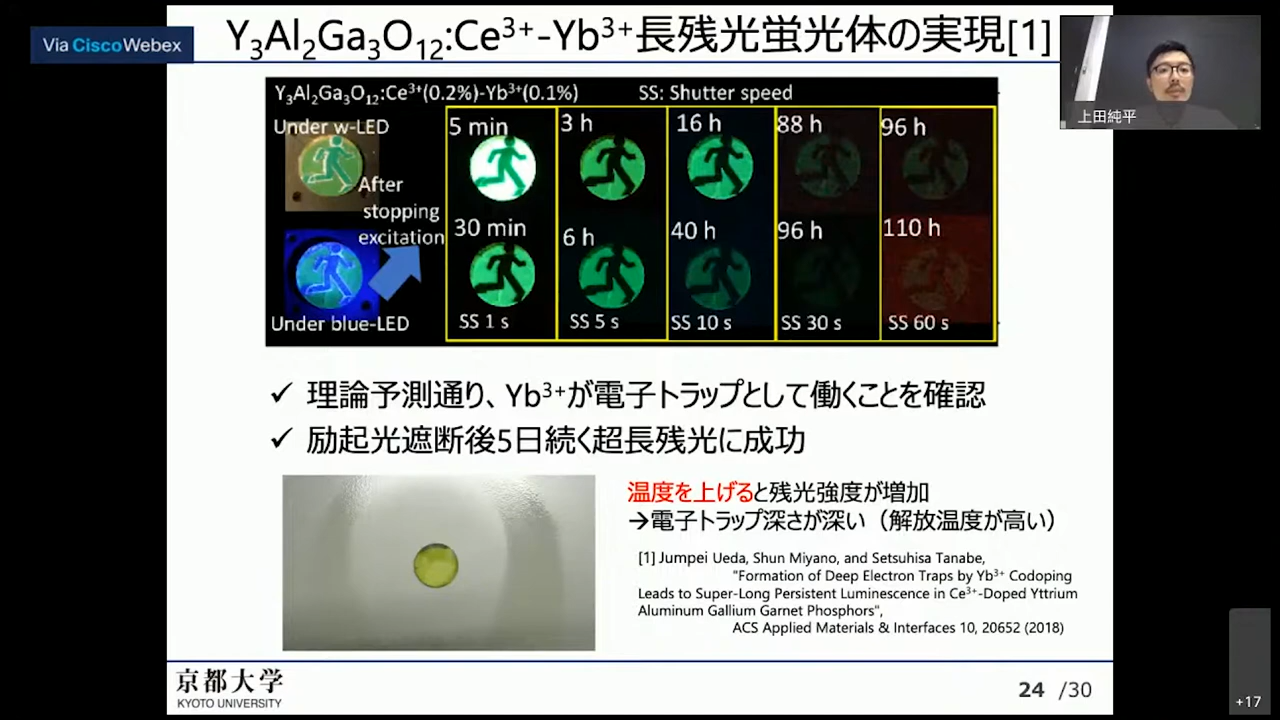 Via Cisco Webex
Y₃Al₂Ga₃O₁₂:Ce³⁺-Yb³⁺長残光蛍光体の実現[1]
上田純平
Y₃Al₂Ga₃O₁₂:Ce³⁺(0.2%)-Yb³⁺(0.1%)
SS: Shutter speed
Under w-LED
After
stopping
excitation
Under blue-LED
5 min
30 min
SS 1 s
3 h
6 h
SS 5 s
16 h
40 h
SS 10 s
88 h
96 h
SS 30 s
96 h
110 h
SS 60 s
✓ 理論予測通り、Yb³⁺が電子トラップとして働くことを確認
✓ 励起光遮断後5日続く超長残光に成功
温度を上げると残光強度が増加
→電子トラップ深さが深い（解放温度が高い）
[1] Jumpei Ueda, Shun Miyano, and Setsuhisa Tanabe,
"Formation of Deep Electron Traps by Yb³⁺ Codoping
Leads to Super-Long Persistent Luminescence in Ce³⁺-Doped Yttrium
Aluminum Gallium Garnet Phosphors",
ACS Applied Materials & Interfaces 10, 20652 (2018)
京都大学
KYOTO UNIVERSITY
24 /30
+17